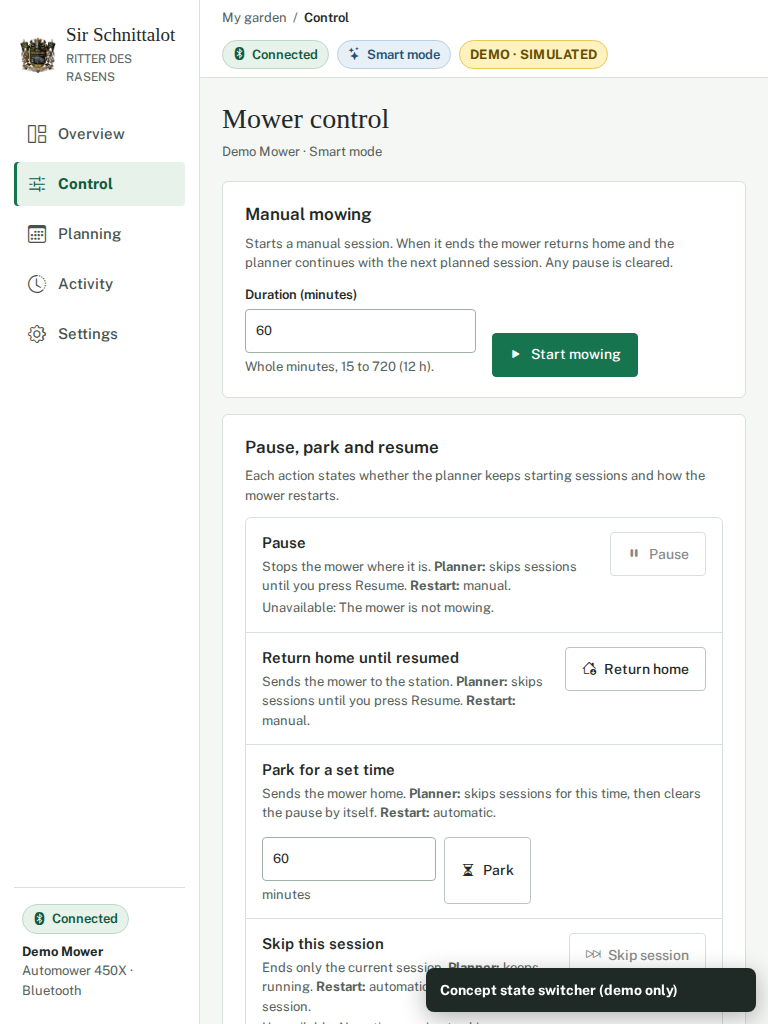 Sir Schnittalot
RITTER DES
RASENS
Overview
Control
Planning
Activity
Settings
Connected
Demo Mower
Automower 450X ·
Bluetooth
My garden / Control
Connected
Smart mode
DEMO · SIMULATED
Mower control
Demo Mower · Smart mode
Manual mowing
Starts a manual session. When it ends the mower returns home and the
planner continues with the next planned session. Any pause is cleared.
Duration (minutes)
60
Start mowing
Whole minutes, 15 to 720 (12 h).
Pause, park and resume
Each action states whether the planner keeps starting sessions and how the
mower restarts.
Pause
Stops the mower where it is. Planner: skips sessions
until you press Resume. Restart: manual.
Unavailable: The mower is not mowing.
Pause
Return home until resumed
Sends the mower to the station. Planner: skips
sessions until you press Resume. Restart:
manual.
Return home
Park for a set time
Sends the mower home. Planner: skips sessions for this time, then clears
the pause by itself. Restart: automatic.
60
minutes
Park
Skip this session
Ends only the current session. Planner: keeps
running. Restart:
session.
Skip session
Concept state switcher (demo only)